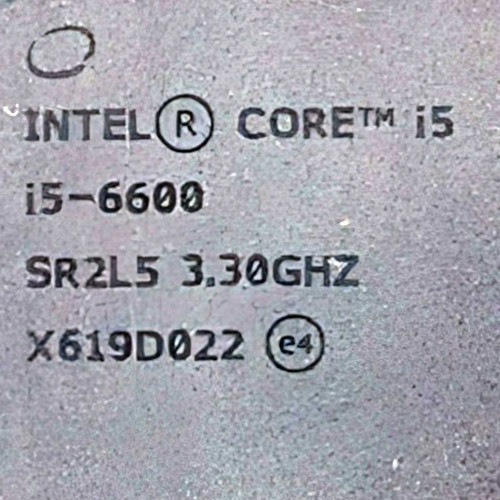 INTEL® CORE™ i5
i5-6600
SR2L5 3.30GHZ
X619D022 e4